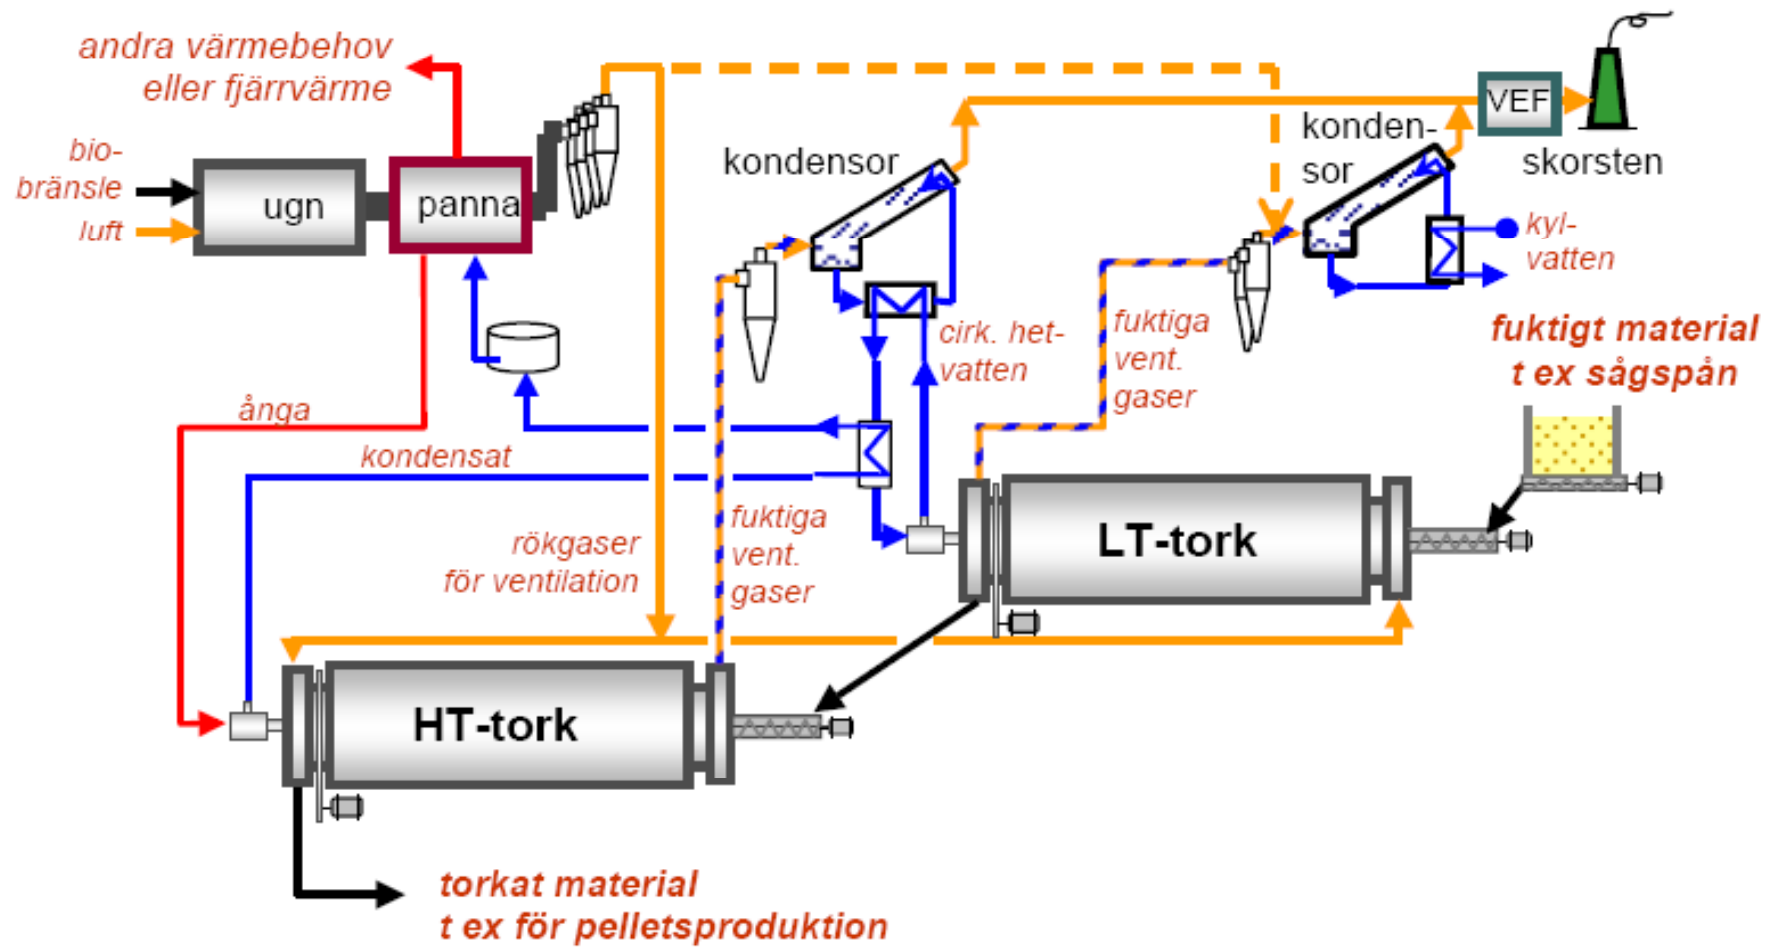 andra värmebehov
eller fjärrvärme
bio-
bränsle
luft
ugn
panna
kondensor
konden-
sor
VEF
skorsten
kyl-
vatten
fuktigt material
t ex sågspån
cirk. het-
vatten
fuktiga
vent.
gaser
ånga
kondensat
rökgaser
för ventilation
fuktiga
vent.
gaser
LT-tork
HT-tork
torkat material
t ex för pelletsproduktion